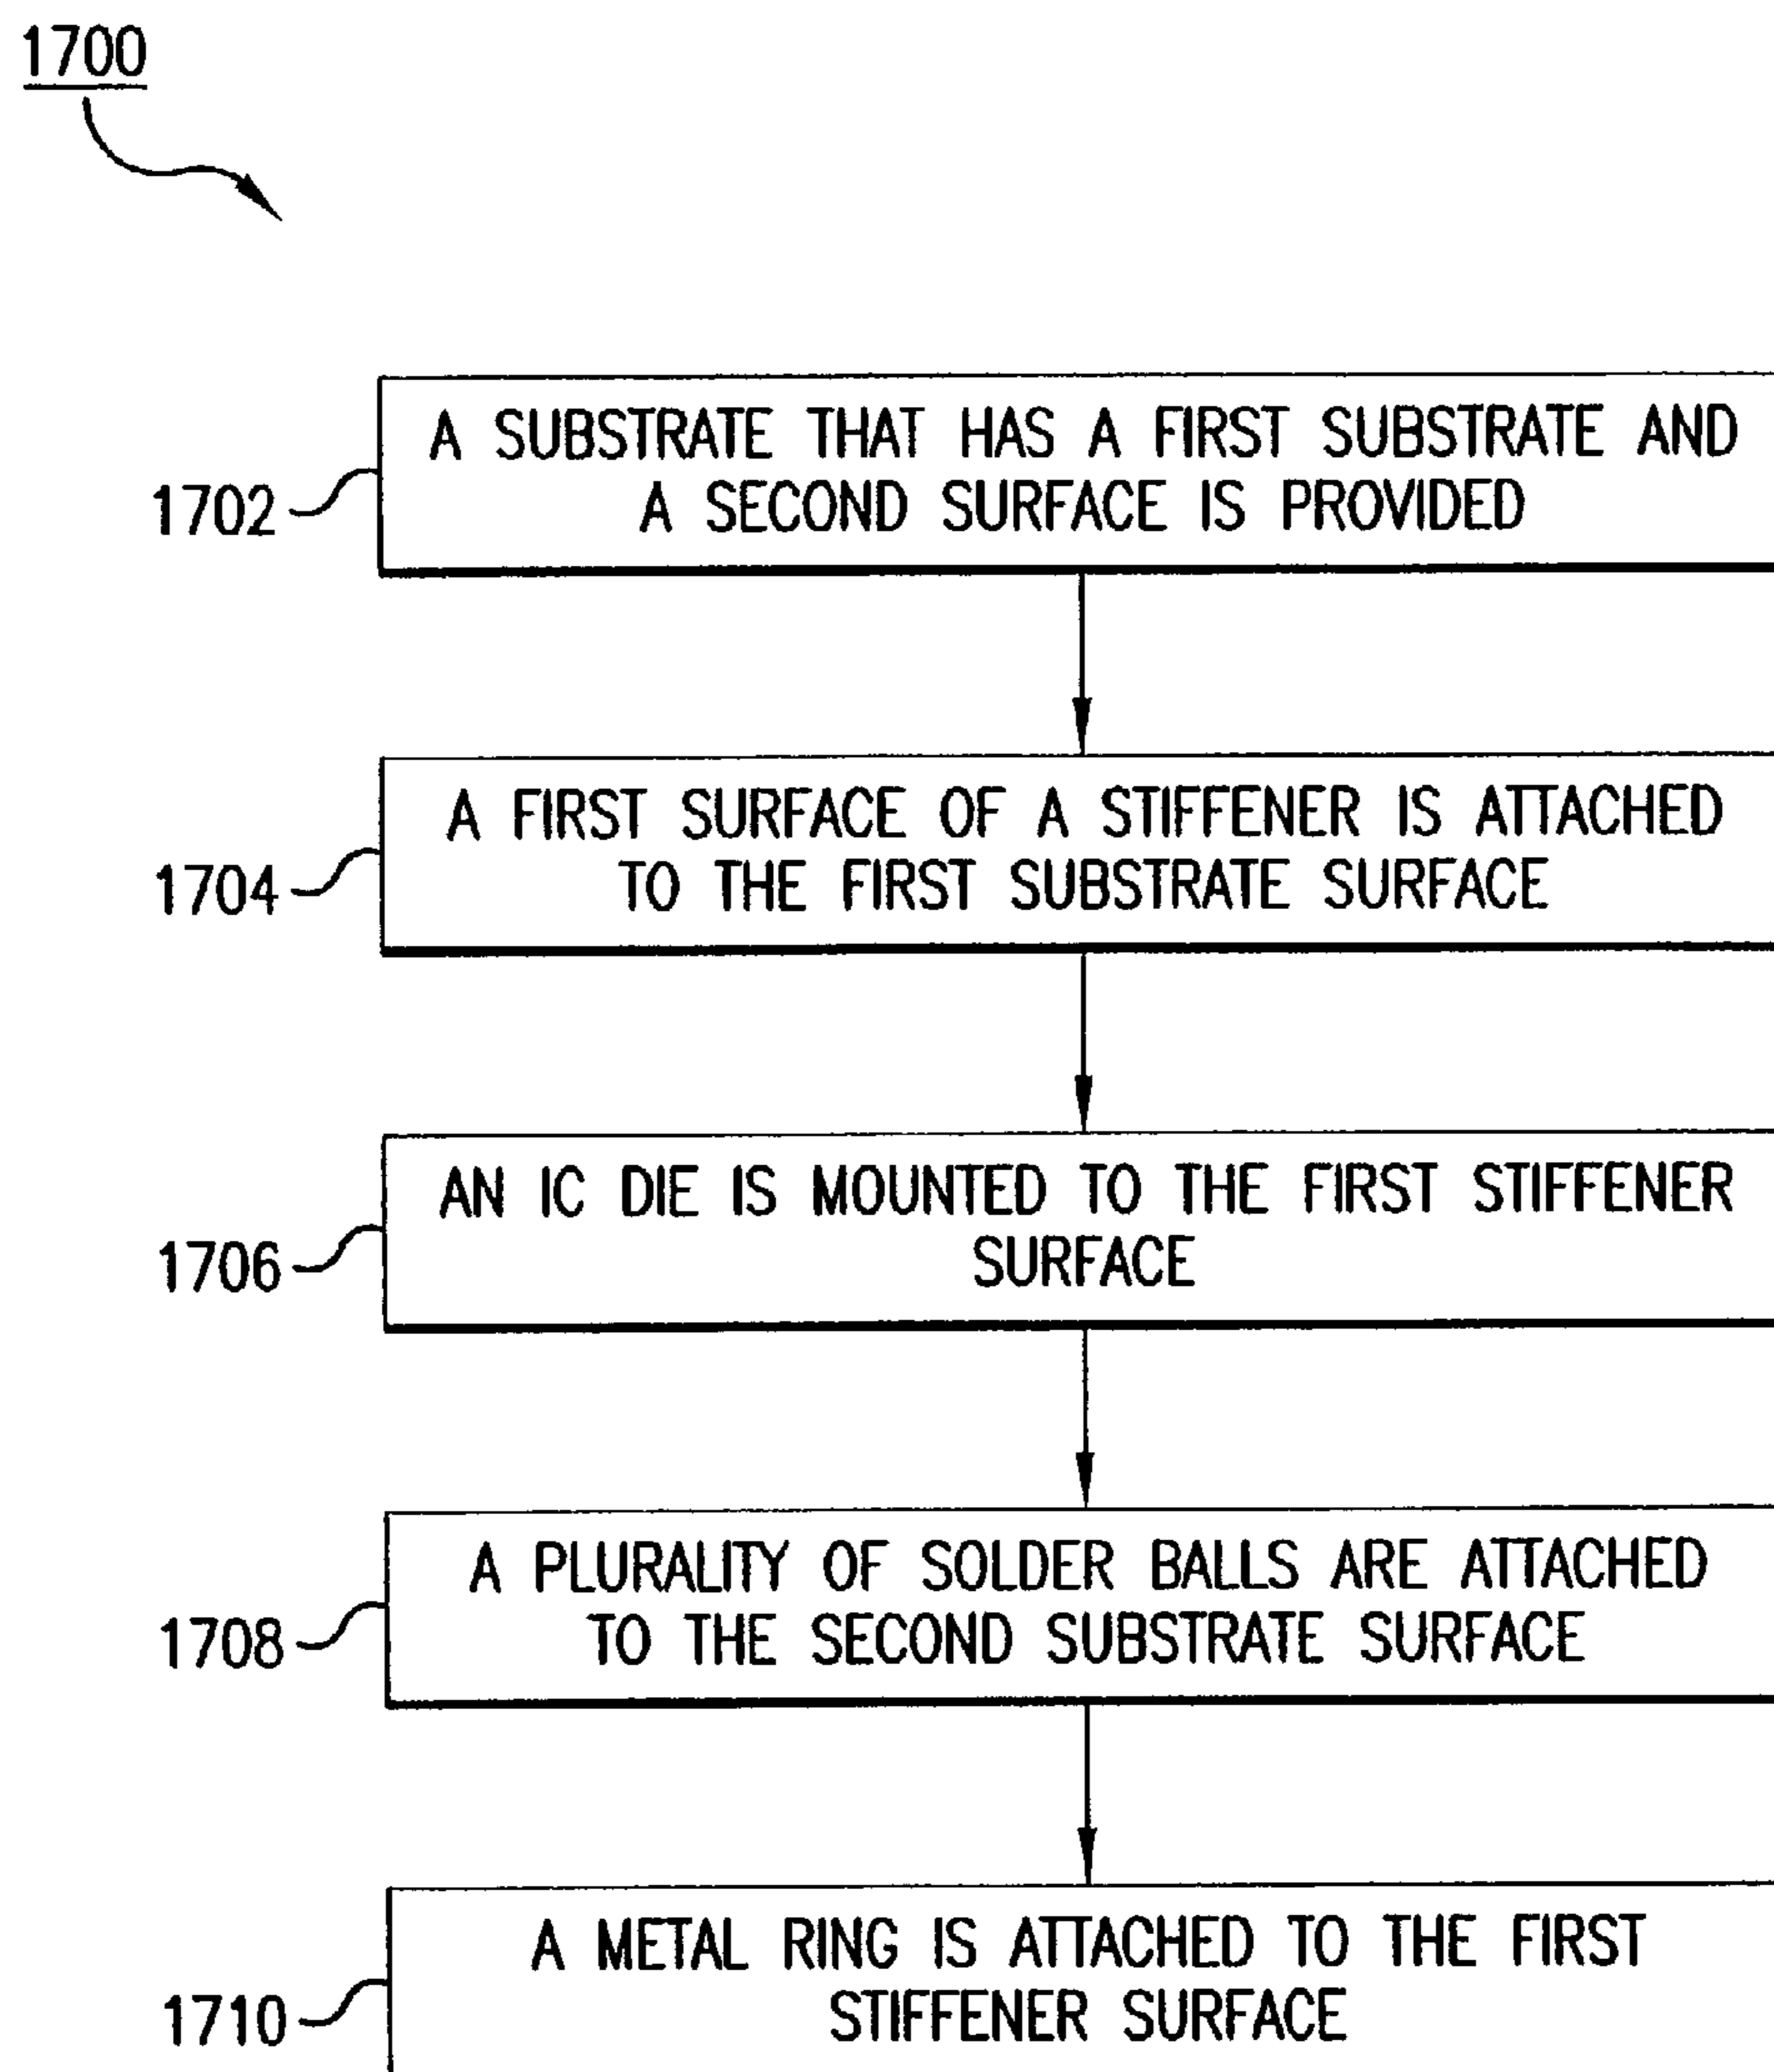 1700
A SUBSTRATE THAT HAS A FIRST SUBSTRATE AND
A SECOND SURFACE IS PROVIDED
1702
A FIRST SURFACE OF A STIFFENER IS ATTACHED
TO THE FIRST SUBSTRATE SURFACE
1704
AN IC DIE IS MOUNTED TO THE FIRST STIFFENER
SURFACE
1706
A PLURALITY OF SOLDER BALLS ARE ATTACHED
TO THE SECOND SUBSTRATE SURFACE
1708
A METAL RING IS ATTACHED TO THE FIRST
STIFFENER SURFACE
1710